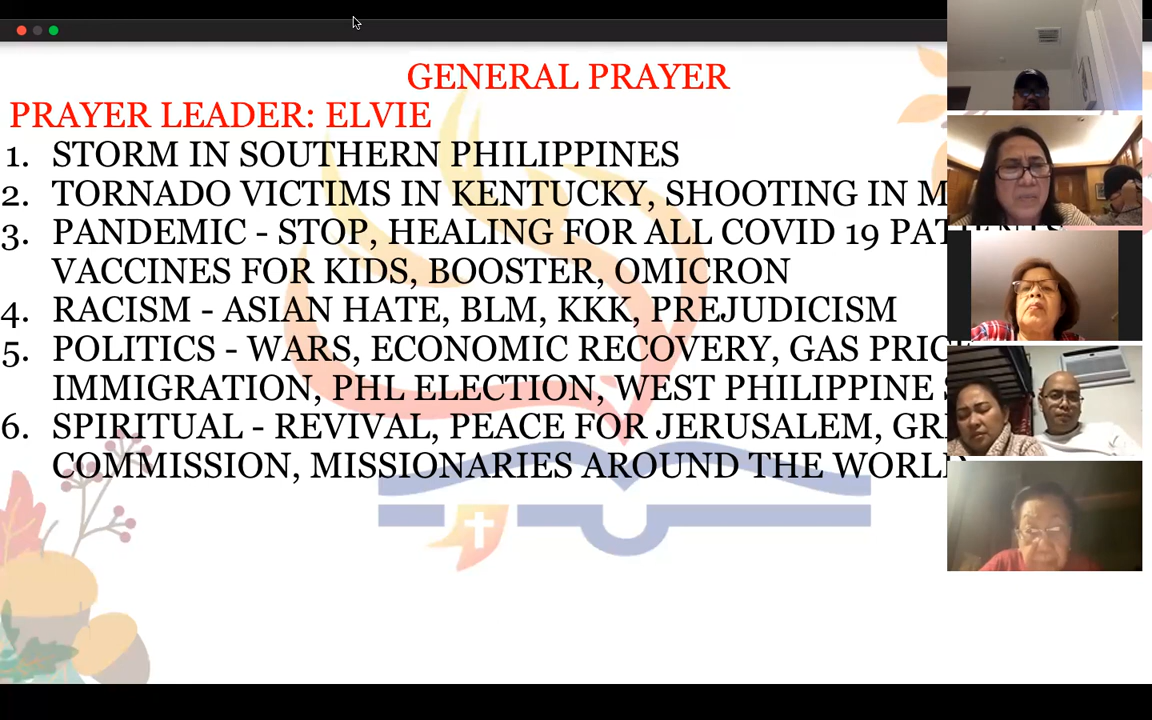 GENERAL PRAYER
PRAYER LEADER: ELVIE
1. STORM IN SOUTHERN PHILIPPINES
2. TORNADO VICTIMS IN KENTUCKY, SHOOTING IN
3. PANDEMIC - STOP, HEALING FOR ALL COVID 19
VACCINES FOR KIDS, BOOSTER, OMICRON
4. RACISM - ASIAN HATE, BLM, KKK, PREJUDICISM
5. POLITICS - WARS, ECONOMIC RECOVERY, GAS
IMMIGRATION, PHL ELECTION, WEST PHILIPPINE
6. SPIRITUAL - REVIVAL, PEACE FOR JERUSALEM,
COMMISSION, MISSIONARIES AROUND THE WORLD